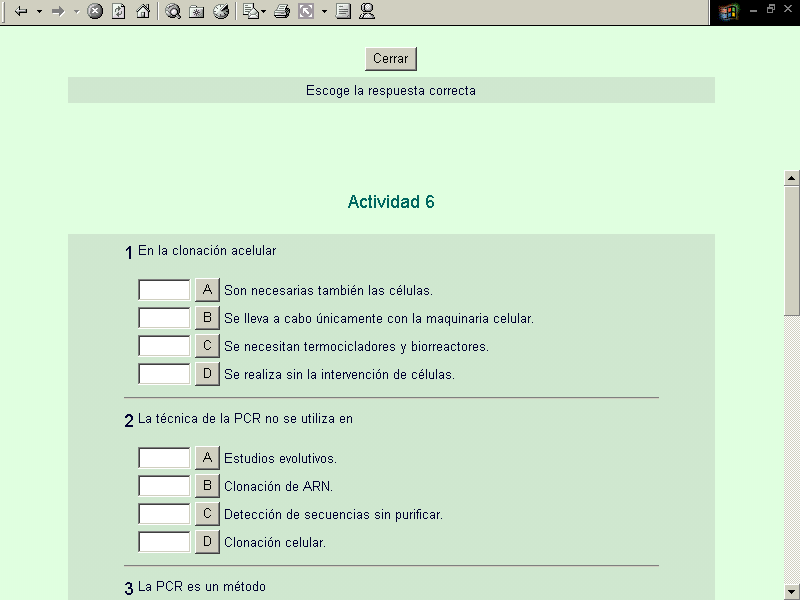 Cerrar
Escoge la respuesta correcta
Actividad 6
1 En la clonación acelular
A Son necesarias también las células.
B Se lleva a cabo únicamente con la maquinaria celular.
C Se necesitan termocicladores y biorreactores.
D Se realiza sin la intervención de células.
2 La técnica de la PCR no se utiliza en
A Estudios evolutivos.
B Clonación de ARN.
C Detección de secuencias sin purificar.
D Clonación celular.
3 La PCR es un método